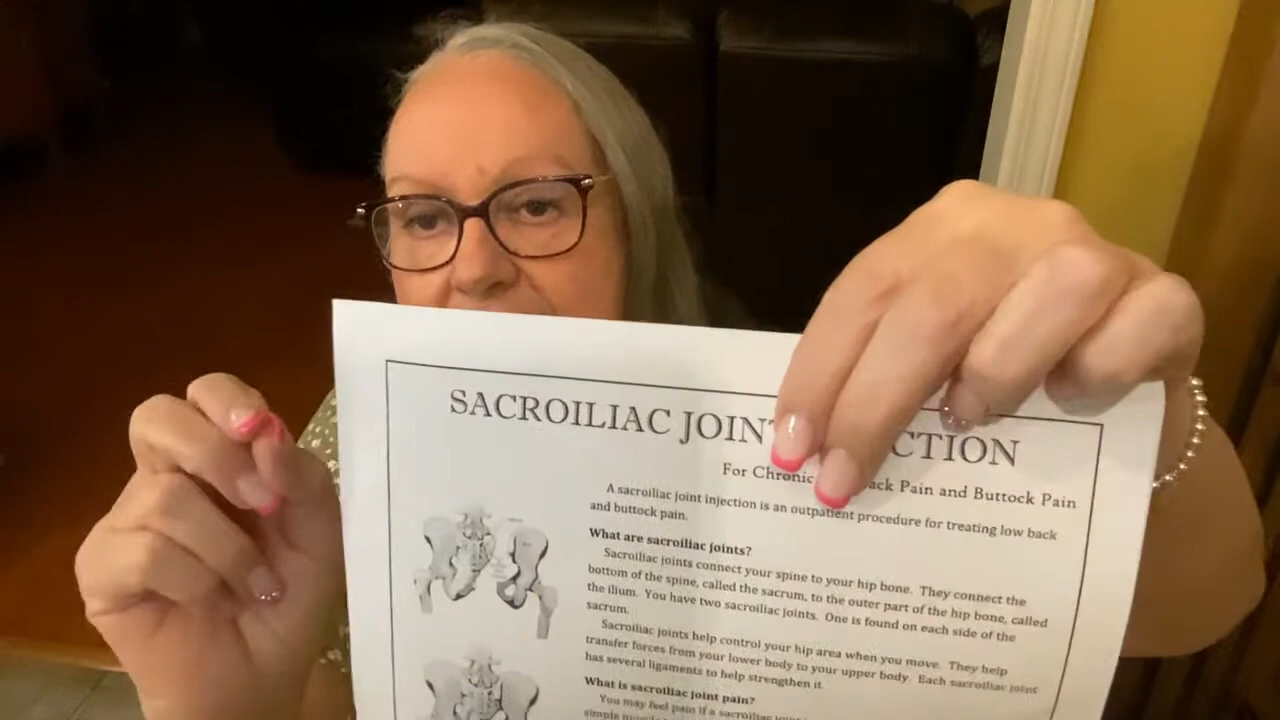 SACROILIAC JOIN CTION
For Chronic ack Pain and Buttock Pain
A sacroiliac joint injection is an outpatient procedure for treating low back
and buttock pain.
What are sacroiliac joints?
Sacroiliac joints connect your spine to your hip bone. They connect the
bottom of the spine, called the sacrum, to the outer part of the hip bone, called
the ilium. You have two sacroiliac joints. One is found on each side of the
sacrum.
Sacroiliac joints help control your hip area when you move. They help
transfer forces from your lower body to your upper body. Each sacroiliac joint
has several ligaments to help strengthen it.
What is sacroiliac joint pain?
You may feel pain if a sacroiliac joint
simple